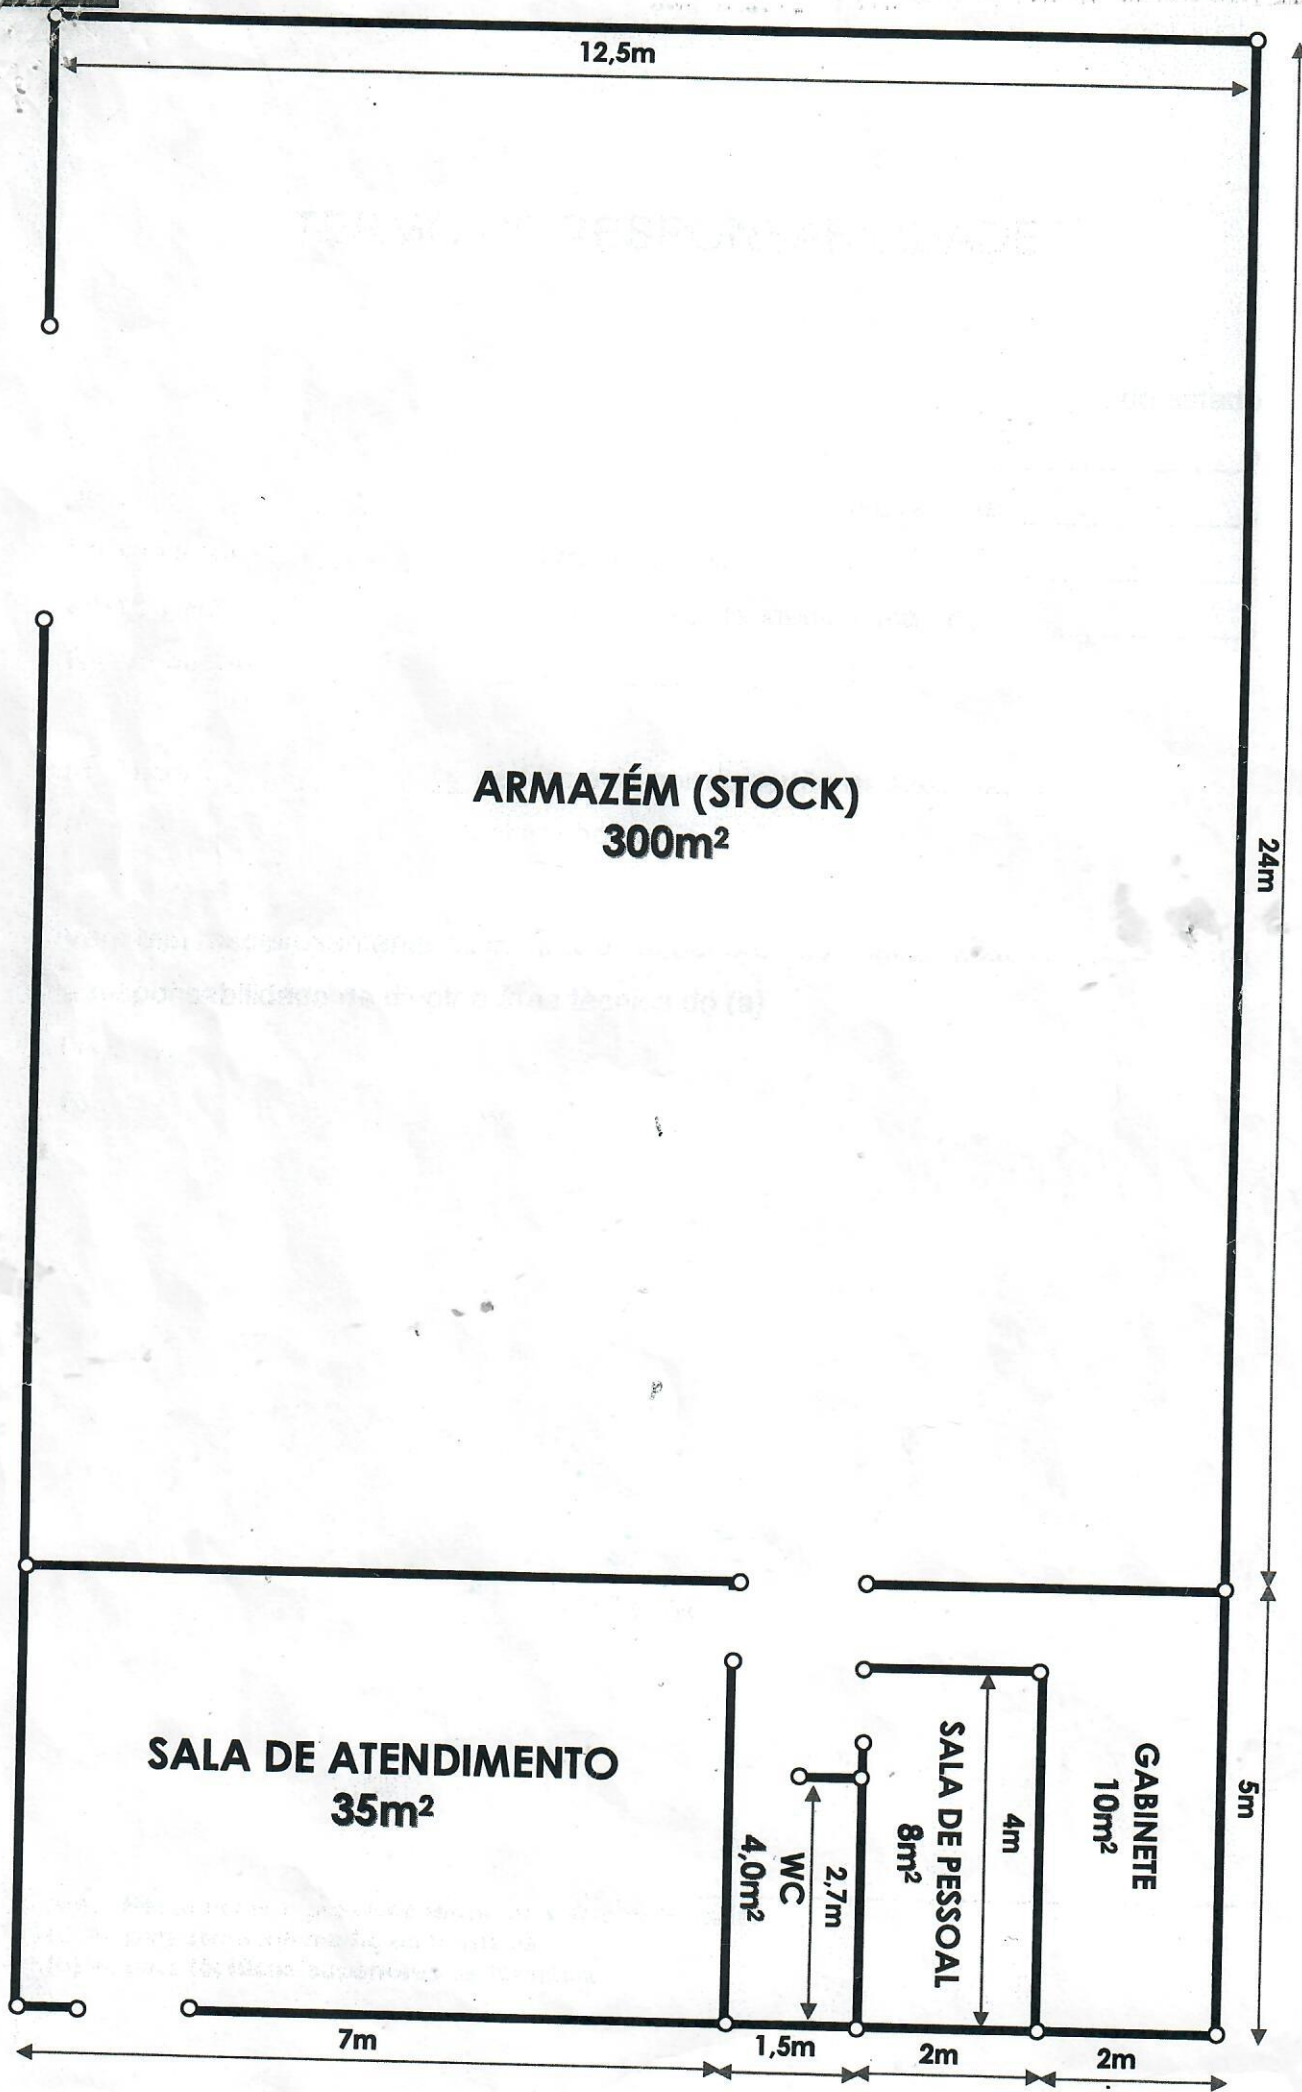 12,5m
24m
ARMAZÉM (STOCK)
300m²
5m
SALA DE ATENDIMENTO
35m²
WC
4,0m²
2,7m
SALA DE PESSOAL
8m²
4m
GABINETE
10m²
7m
1,5m
2m
2m